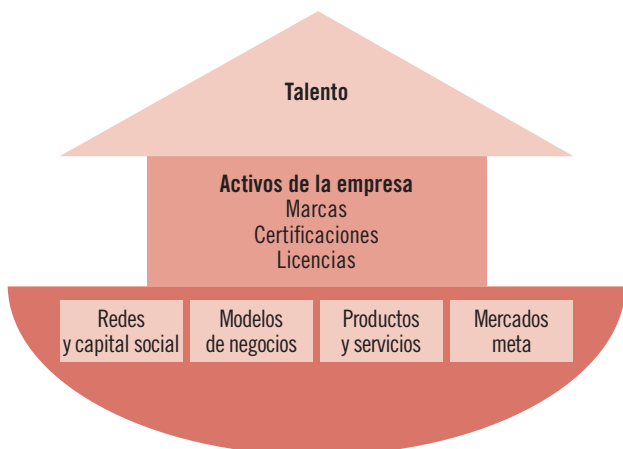 Talento
Activos de la empresa
Marcas
Certificaciones
Licencias
Redes
y capital social
Modelos
de negocios
Productos
y servicios
Mercados
meta